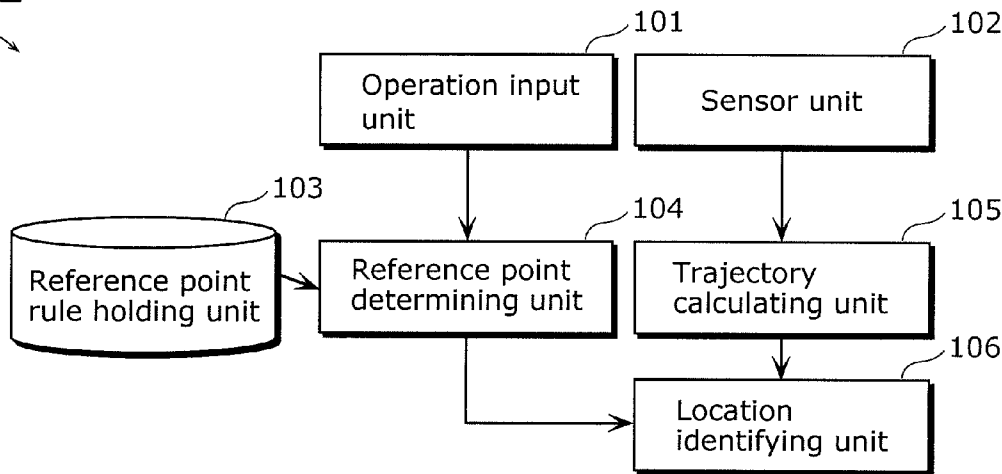 101
Operation input
unit
102
Sensor unit
103
Reference point
rule holding unit
104
Reference point
determining unit
105
Trajectory
calculating unit
106
Location
identifying unit